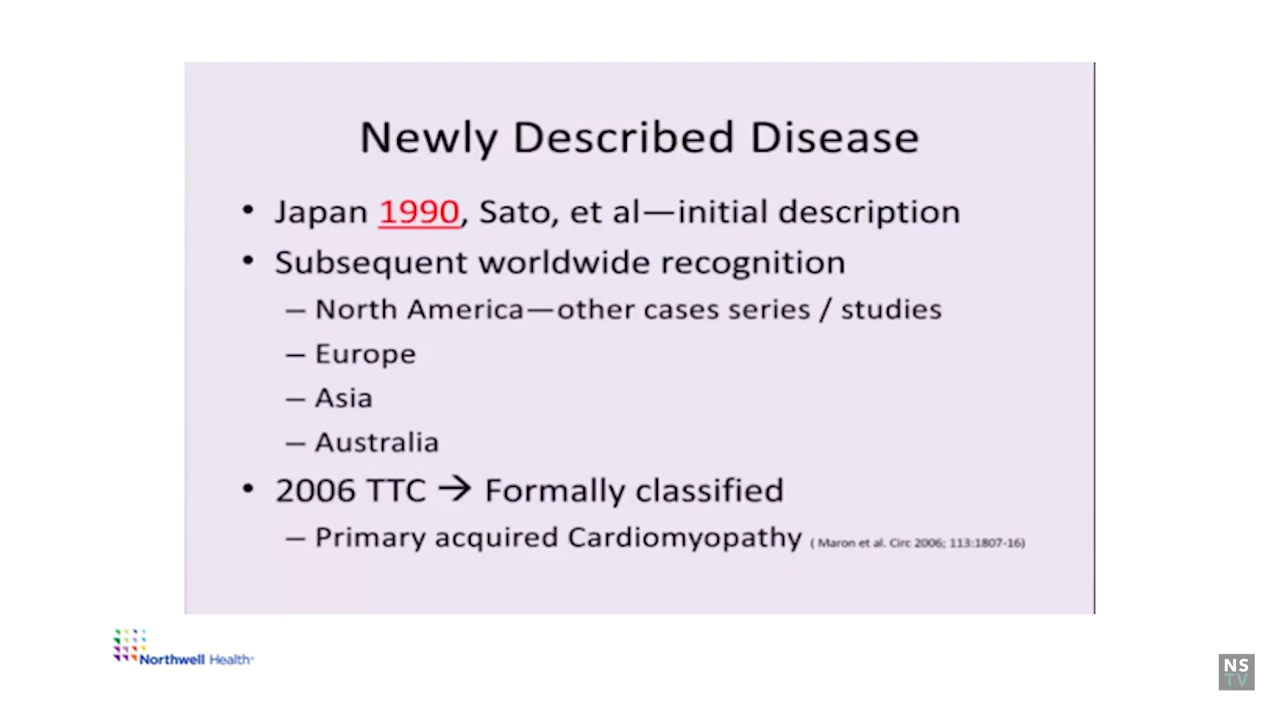 Newly Described Disease
• Japan 1990, Sato, et al—initial description
• Subsequent worldwide recognition
– North America—other cases series / studies
– Europe
– Asia
– Australia
• 2006 TTC → Formally classified
– Primary acquired Cardiomyopathy ( Maron et al. Circ 2006; 113:1807-16)
Northwell Health
NS
TV